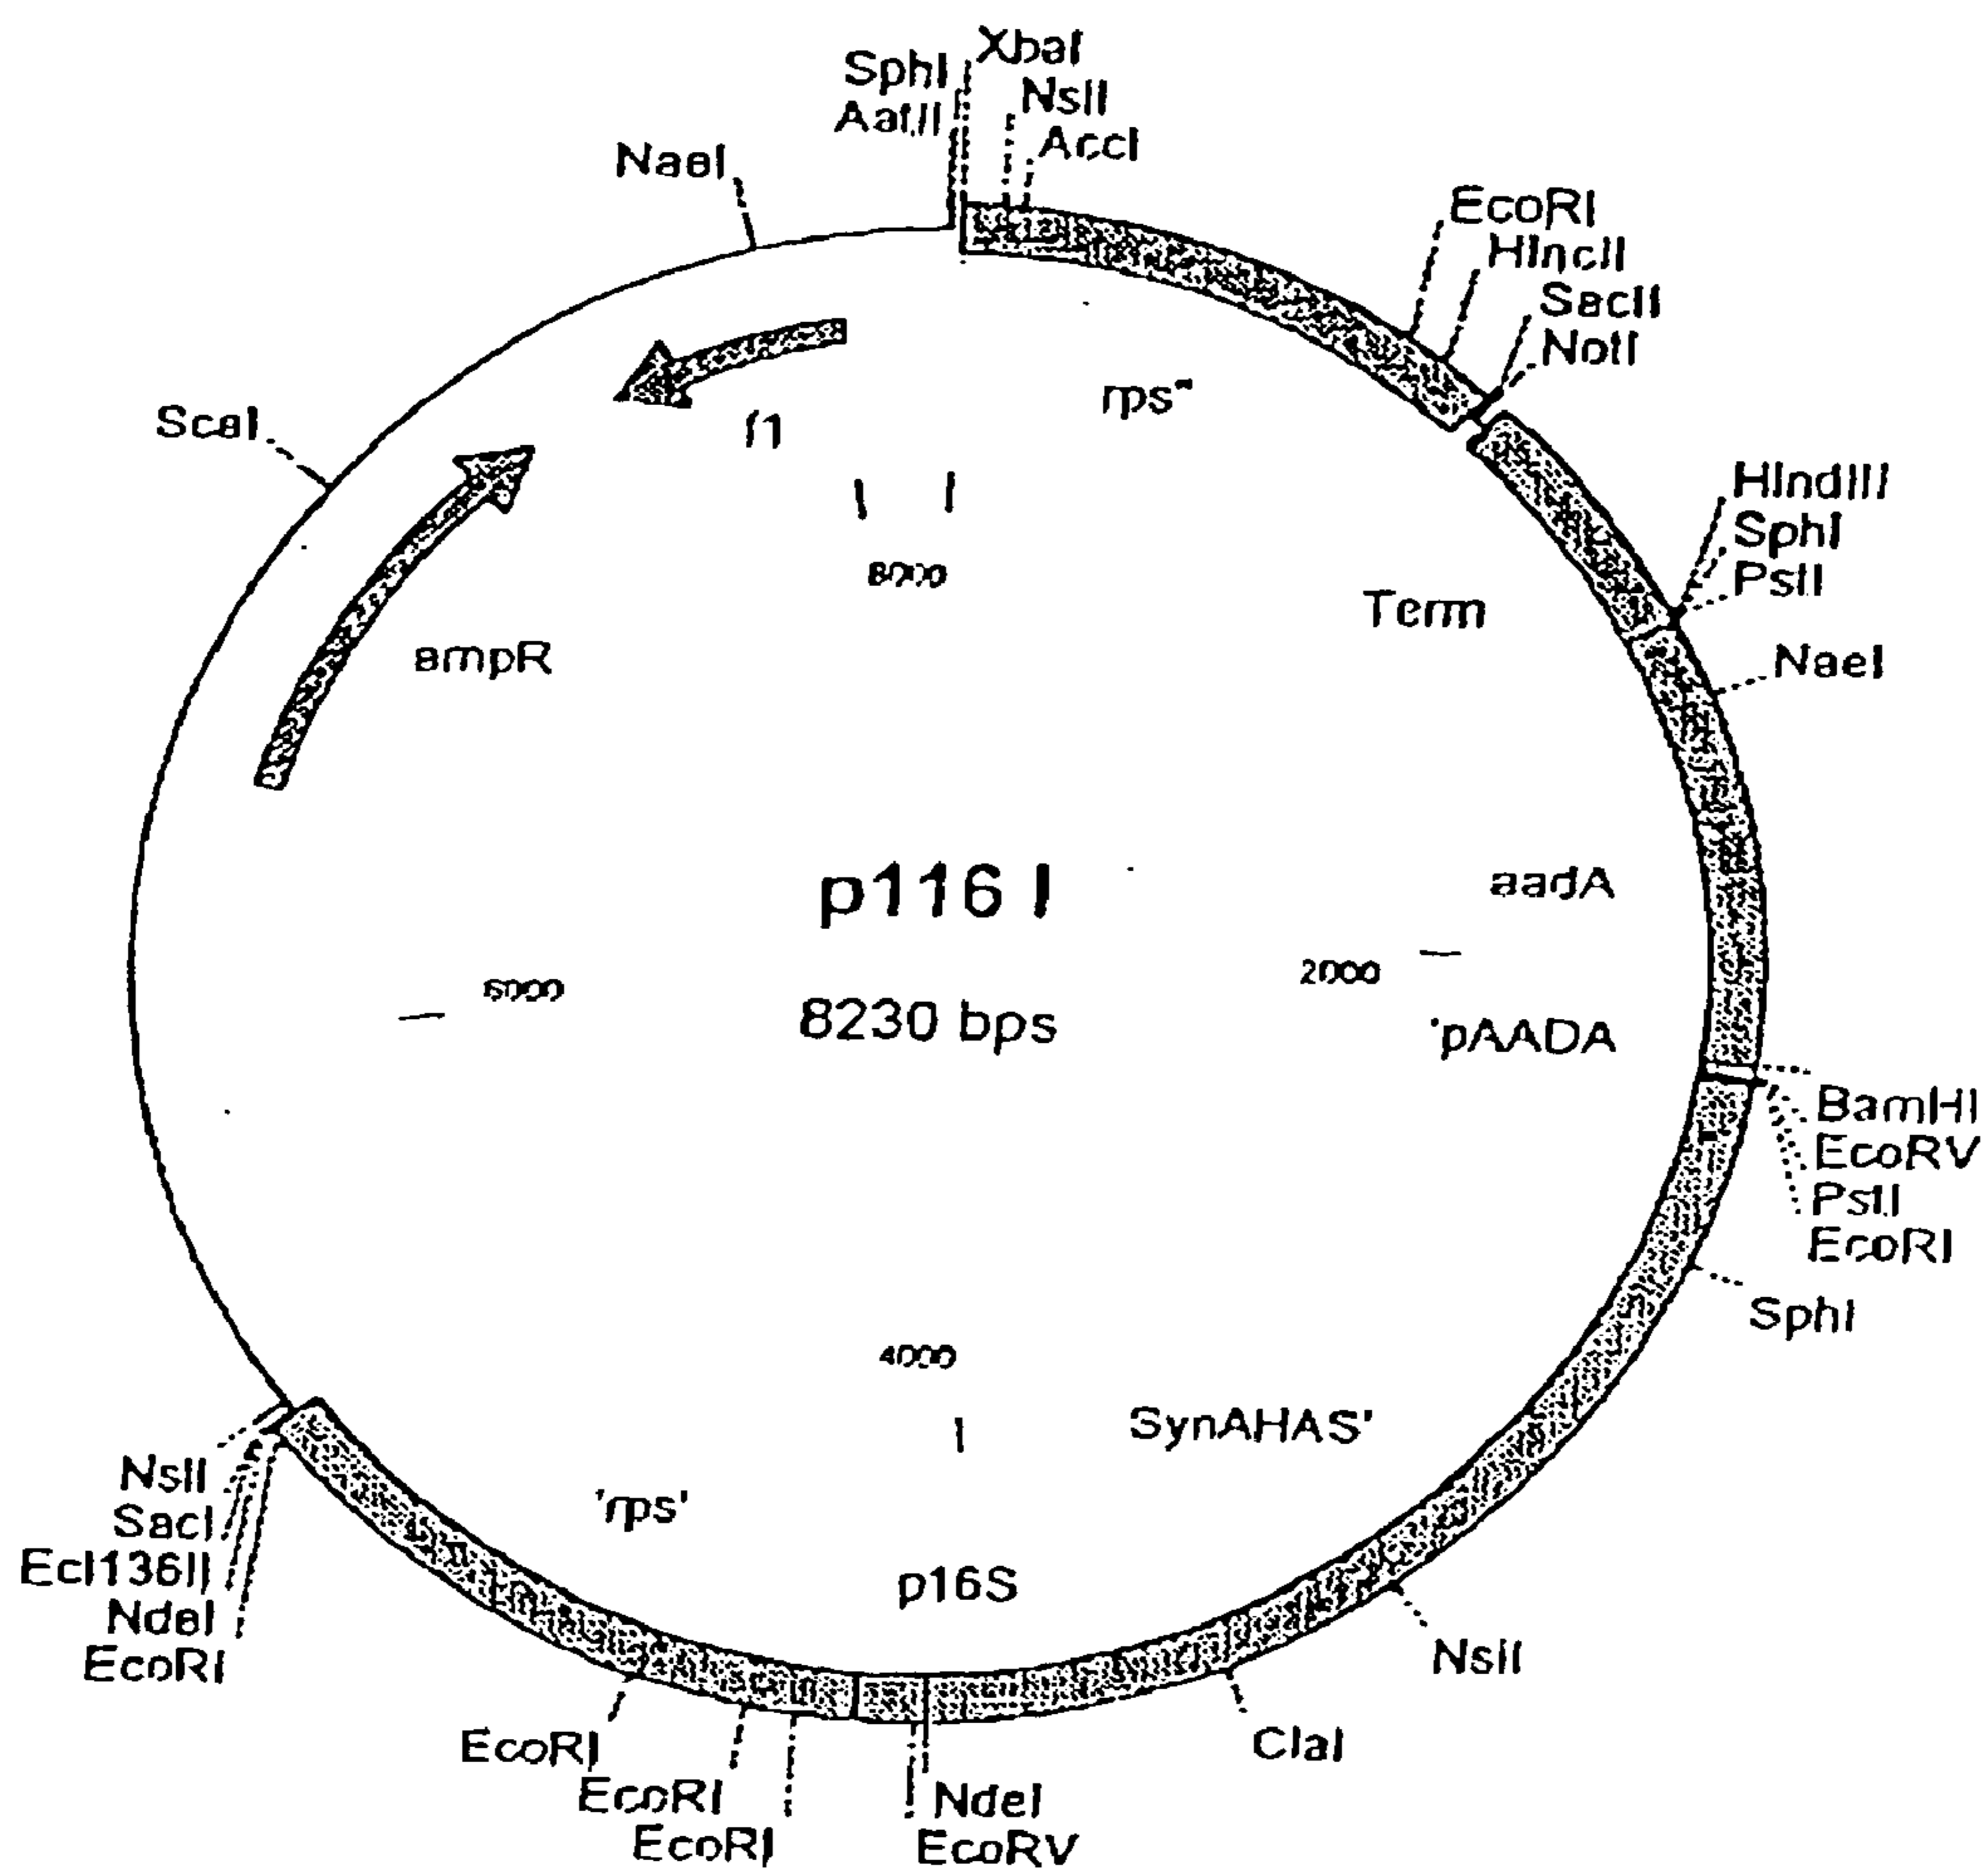 XbaI
SphI
NsiI
AatII
AccI
NaeI
EcoRI
HincII
SacII
NotI
ScaI
rps"
f1
HindIII
SphI
PstI
8200
Term
ampR
NaeI
p116 I
aadA
2000
6000
8230 bps
'pAADA
BamHI
EcoRV
PstI
EcoRI
SphI
4000
SynAHAS'
NsiI
SacI
Ecl136II
NdeI
EcoRI
'rps'
p16S
NsiI
EcoRI
ClaI
EcoRI
NdeI
EcoRI
EcoRV